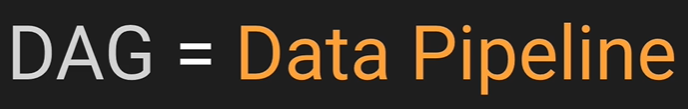 DAG = Data Pipeline